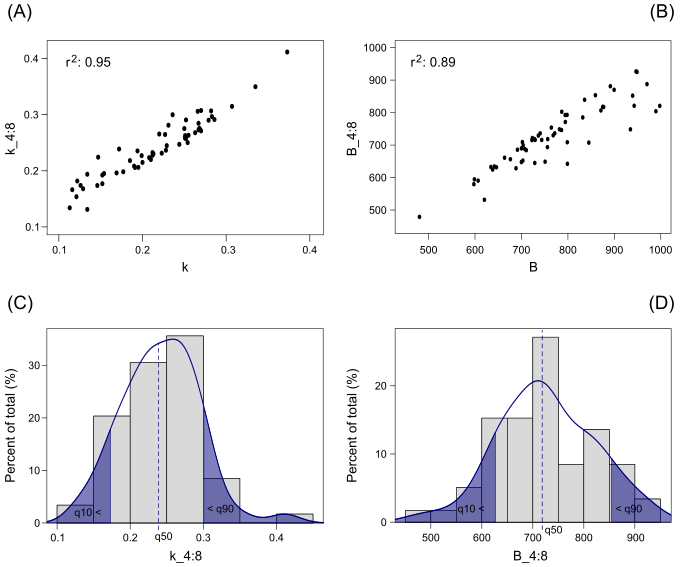 (A)
(B)
r²: 0.95
0.4
0.3
0.2
0.1
k_4:8
0.1
0.2
0.3
0.4
k
r²: 0.89
1000
900
800
700
600
500
B_4:8
500
600
700
800
900
1000
B
(C)
(D)
30
20
10
0
Percent of total (%)
q10 <
< q90
0.1
0.2
q50
0.3
0.4
k_4:8
20
10
0
Percent of total (%)
q10 <
< q90
500
600
700
q50
800
900
B_4:8